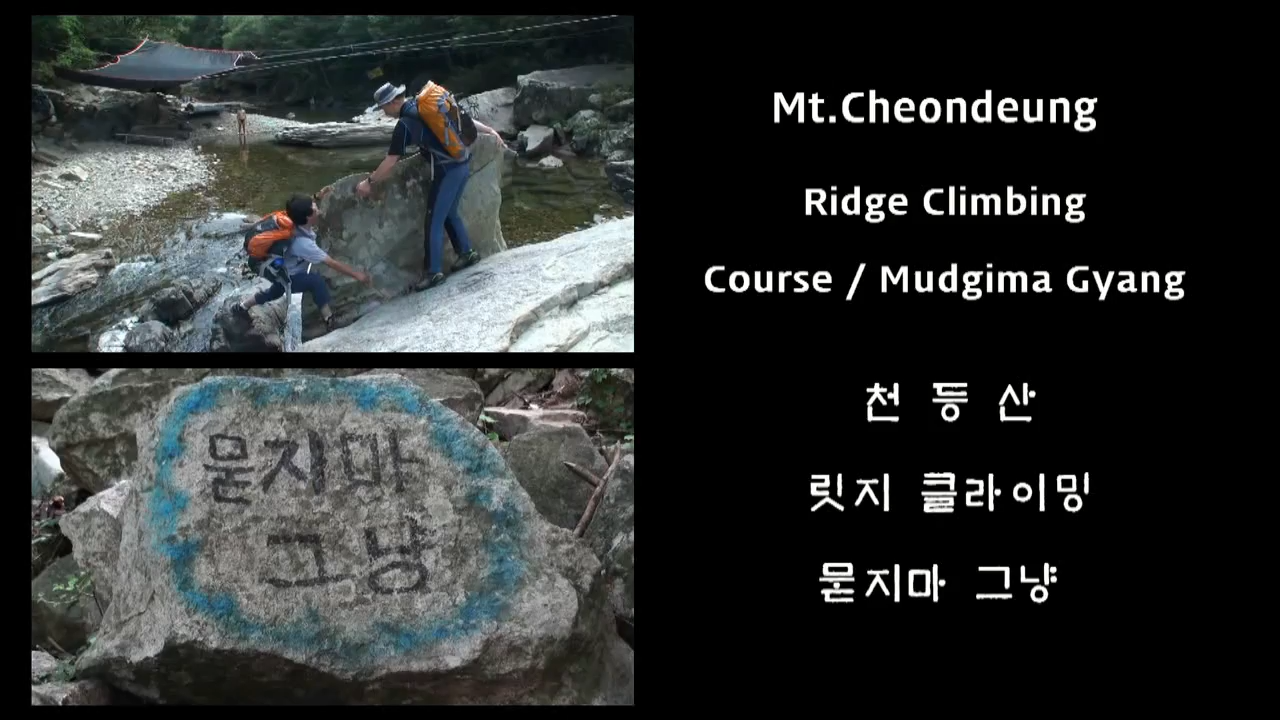 Mt.Cheondeung
Ridge Climbing
Course / Mudgima Gyang
천 등 산
릿지 클라이밍
묻지마 그냥
묻지마
그냥